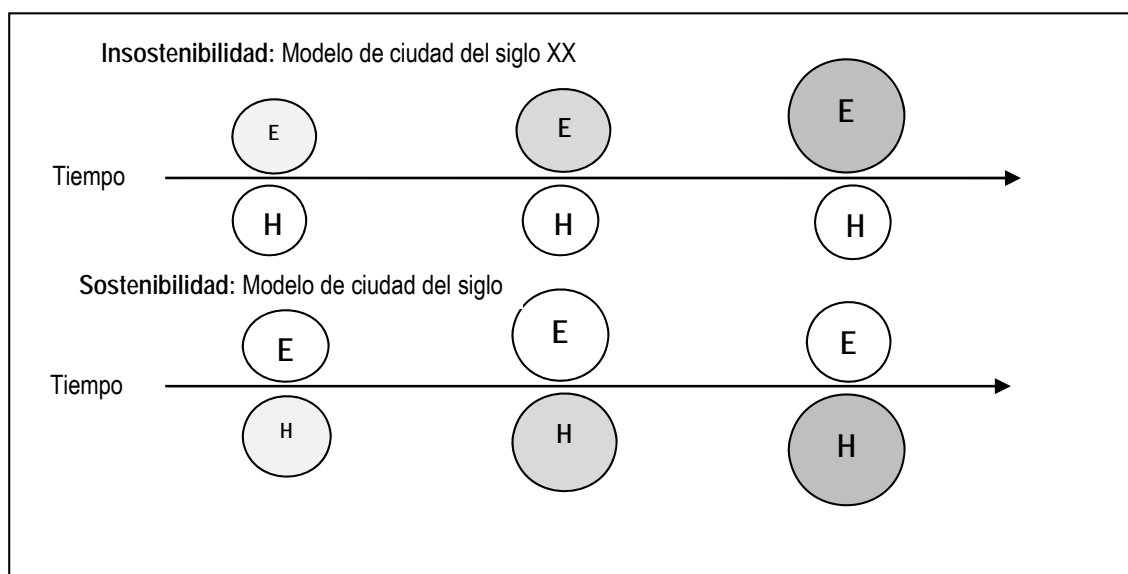 Insostenibilidad: Modelo de ciudad del siglo XX
E E E
Tiempo
H H H
Sostenibilidad: Modelo de ciudad del siglo
E E E
Tiempo
H H H